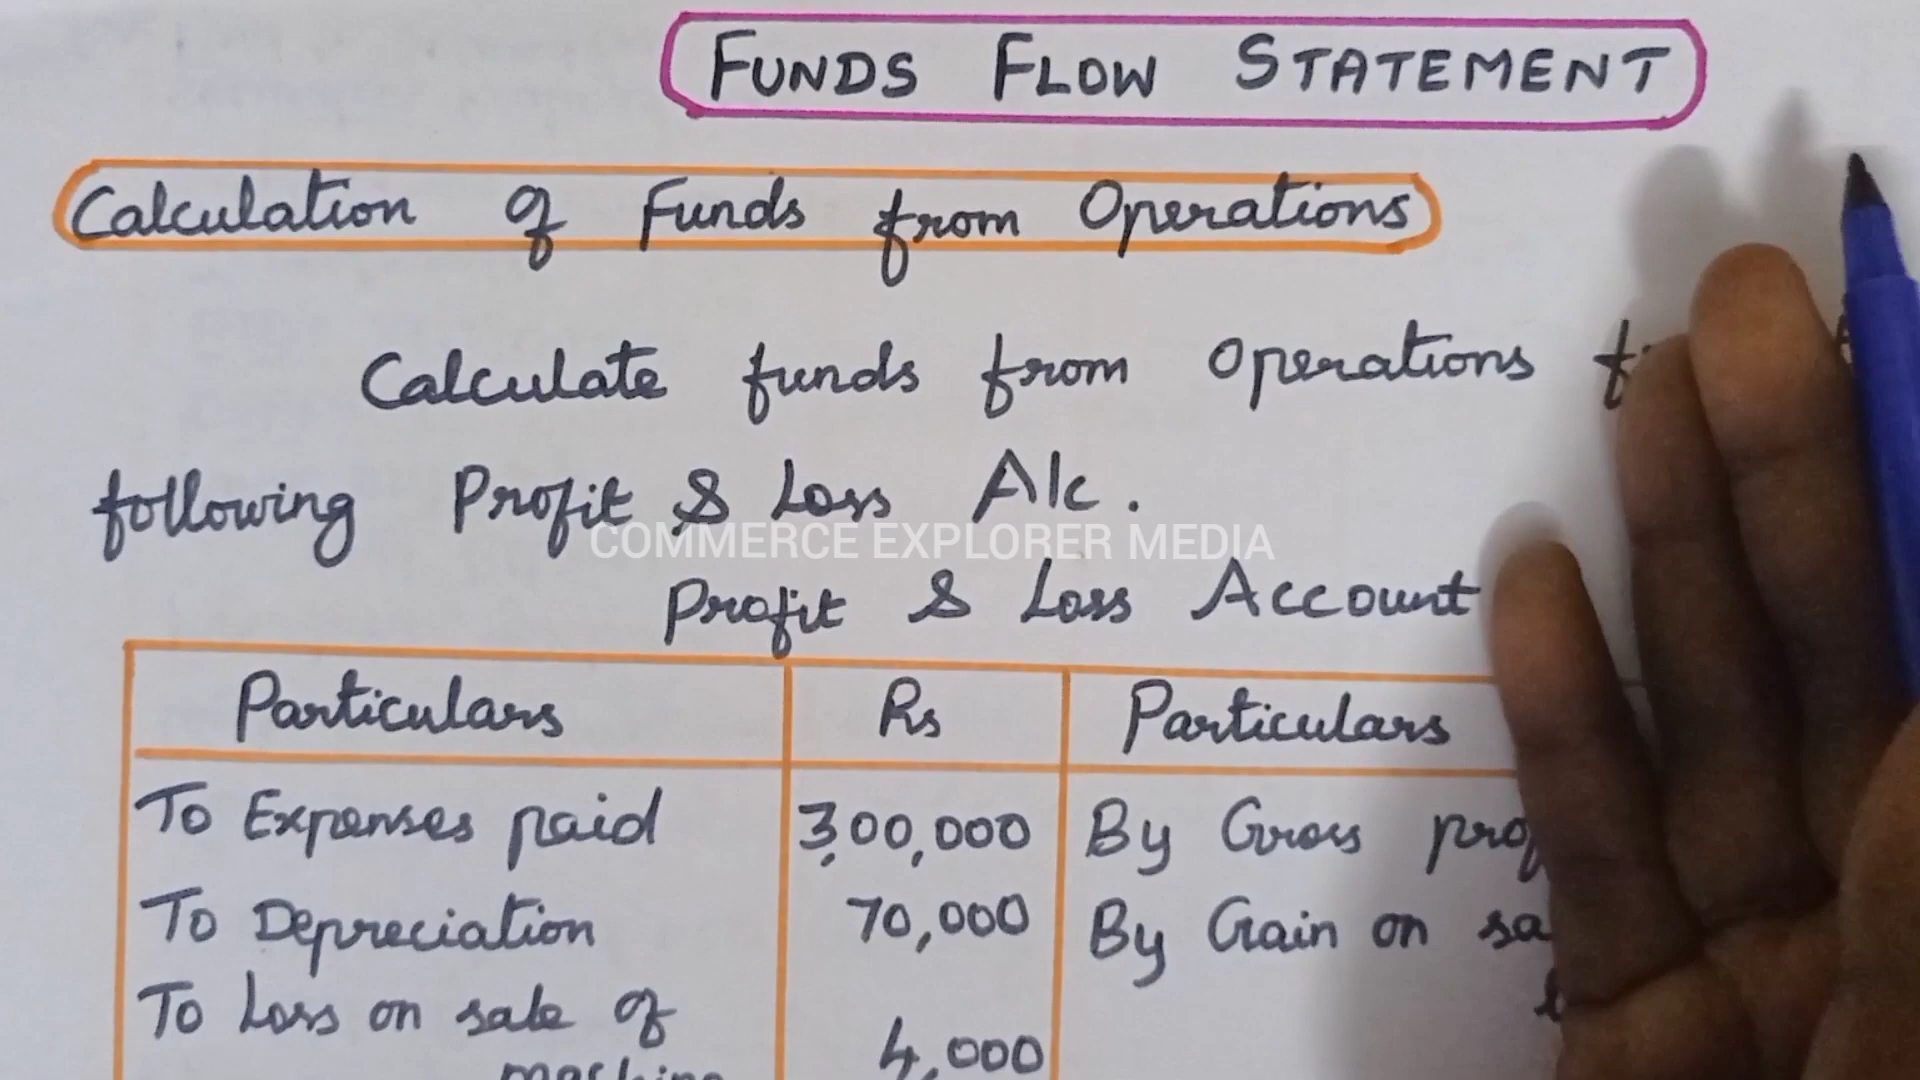 FUNDS FLOW STATEMENT
Calculation of Funds from Operations
Calculate funds from Operations
following Profit & Loss A/c.
COMMERCE EXPLORER MEDIA
Profit & Loss Account
Particulars Rs Particulars
To Expenses paid 3,00,000 By Gross
To Depreciation 70,000 By Gain on
To Loss on sale of
machine 4,000